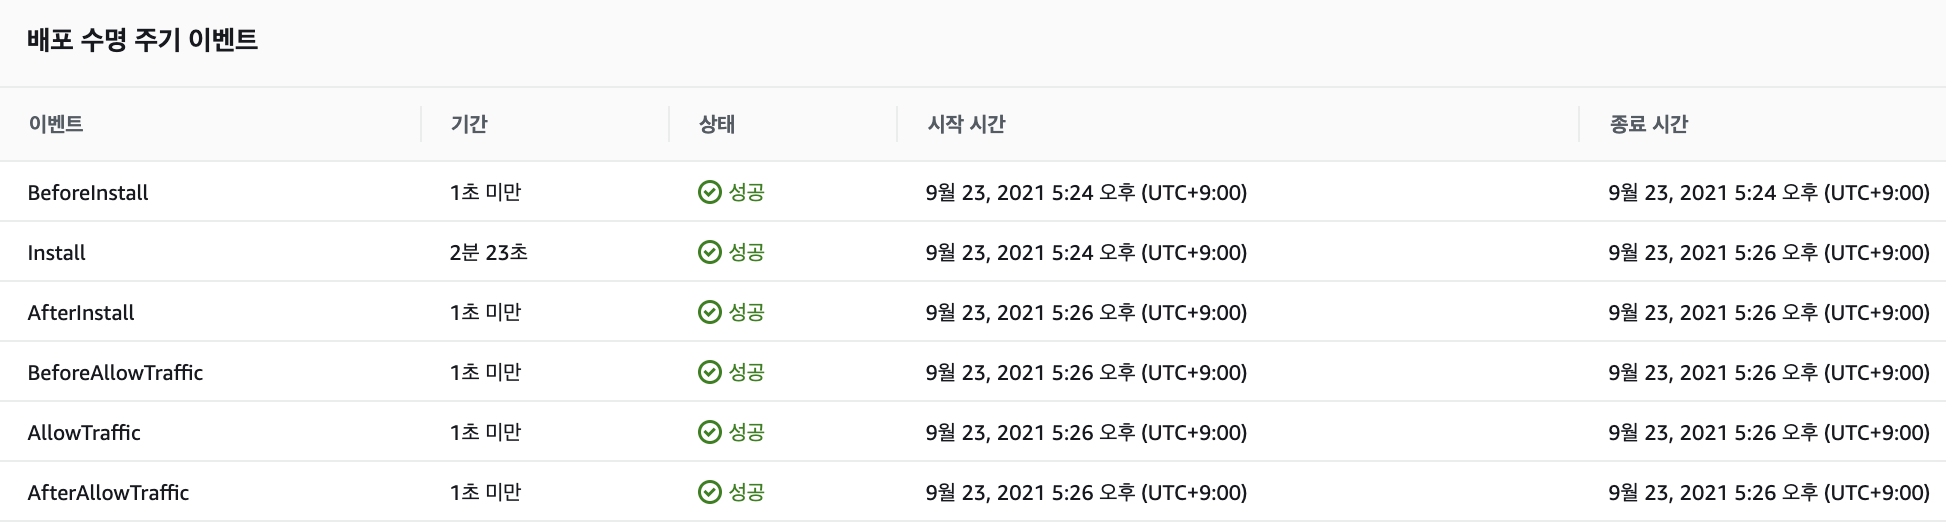 배포 수명 주기 이벤트
이벤트 기간 상태 시작 시간 종료 시간
BeforeInstall 1초 미만 성공 9월 23, 2021 5:24 오후 (UTC+9:00) 9월 23, 2021 5:24 오후 (UTC+9:00)
Install 2분 23초 성공 9월 23, 2021 5:24 오후 (UTC+9:00) 9월 23, 2021 5:26 오후 (UTC+9:00)
AfterInstall 1초 미만 성공 9월 23, 2021 5:26 오후 (UTC+9:00) 9월 23, 2021 5:26 오후 (UTC+9:00)
BeforeAllowTraffic 1초 미만 성공 9월 23, 2021 5:26 오후 (UTC+9:00) 9월 23, 2021 5:26 오후 (UTC+9:00)
AllowTraffic 1초 미만 성공 9월 23, 2021 5:26 오후 (UTC+9:00) 9월 23, 2021 5:26 오후 (UTC+9:00)
AfterAllowTraffic 1초 미만 성공 9월 23, 2021 5:26 오후 (UTC+9:00) 9월 23, 2021 5:26 오후 (UTC+9:00)